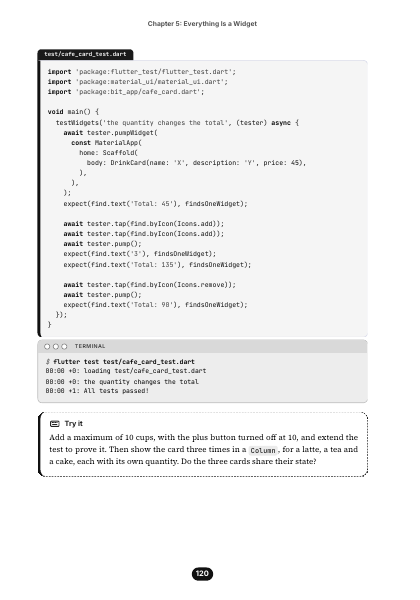 Chapter 5: Everything Is a Widget
test/cafe_card_test.dart
import 'package:flutter_test/flutter_test.dart';
import 'package:material_ui/material_ui.dart';
import 'package:bit_app/cafe_card.dart';
void main() {
testWidgets('the quantity changes the total', (tester) async {
await tester.pumpWidget(
const MaterialApp(
home: Scaffold(
body: DrinkCard(name: 'X', description: 'Y', price: 45),
),
),
);
expect(find.text('Total: 45'), findsOneWidget);
await tester.tap(find.byIcon(Icons.add));
await tester.tap(find.byIcon(Icons.add));
await tester.pump();
expect(find.text('3'), findsOneWidget);
expect(find.text('Total: 135'), findsOneWidget);
await tester.tap(find.byIcon(Icons.remove));
await tester.pump();
expect(find.text('Total: 90'), findsOneWidget);
});
}
TERMINAL
$ flutter test test/cafe_card_test.dart
00:00 +0: loading test/cafe_card_test.dart
00:00 +0: the quantity changes the total
00:00 +1: All tests passed!
Try it
Add a maximum of 10 cups, with the plus button turned off at 10, and extend the
test to prove it. Then show the card three times in a Column, for a latte, a tea and
a cake, each with its own quantity. Do the three cards share their state?
120